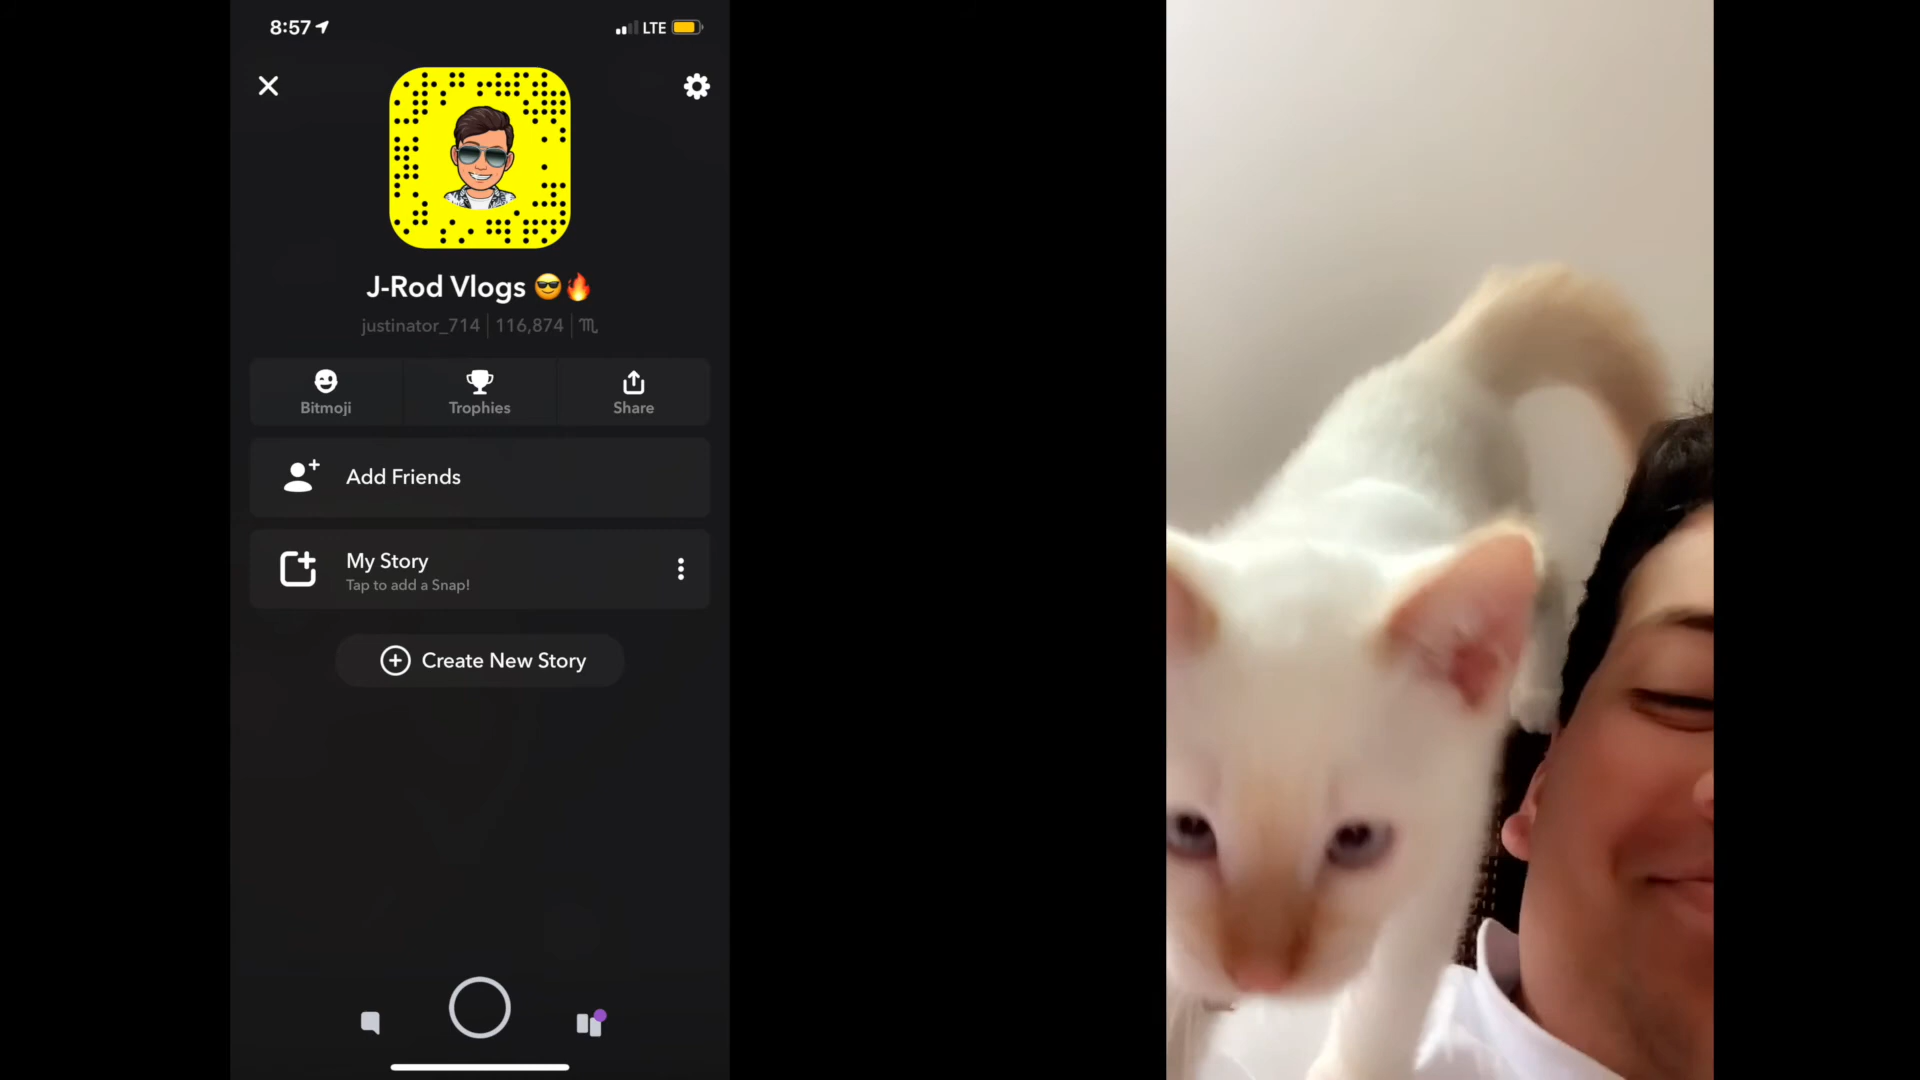 8:57 LTE
J-Rod Vlogs 😎🔥
justinator_714 | 116,874 | ♏
Bitmoji Trophies Share
Add Friends
My Story
Tap to add a Snap!
Create New Story